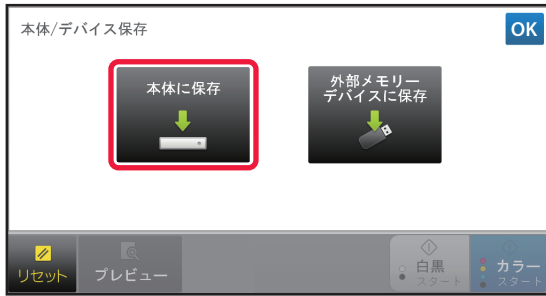 本体/デバイス保存
OK
本体に保存
外部メモリー
デバイスに保存
リセット
プレビュー
白黒
スタート
カラー
スタート